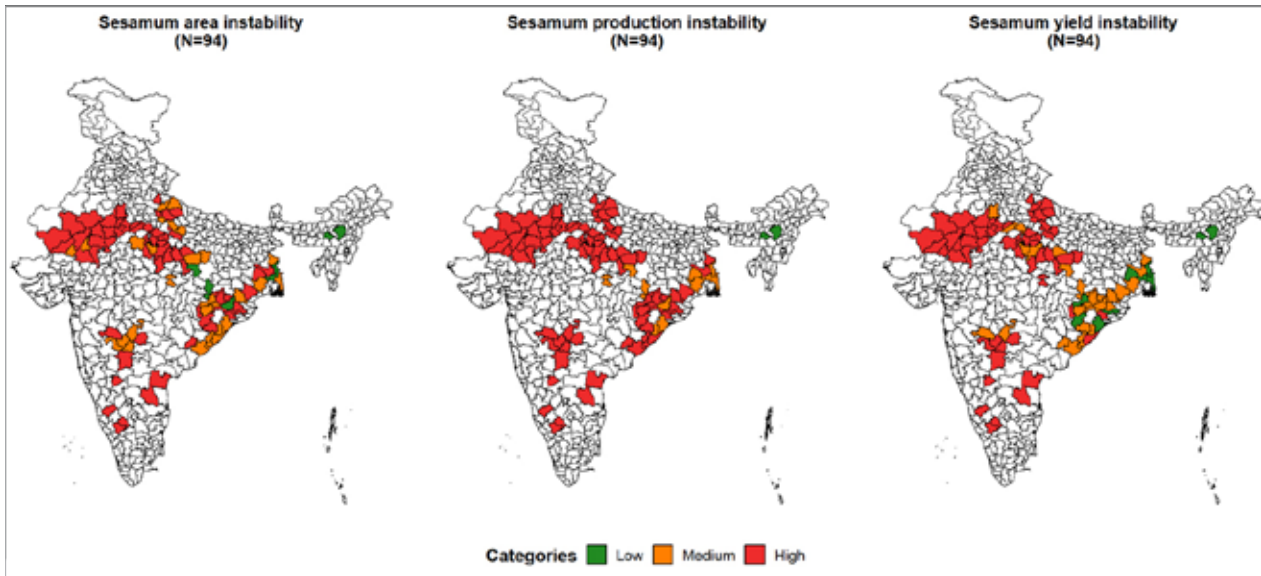 Sesamum area instability
(N=94)
Sesamum production instability
(N=94)
Sesamum yield instability
(N=94)
Categories Low Medium High